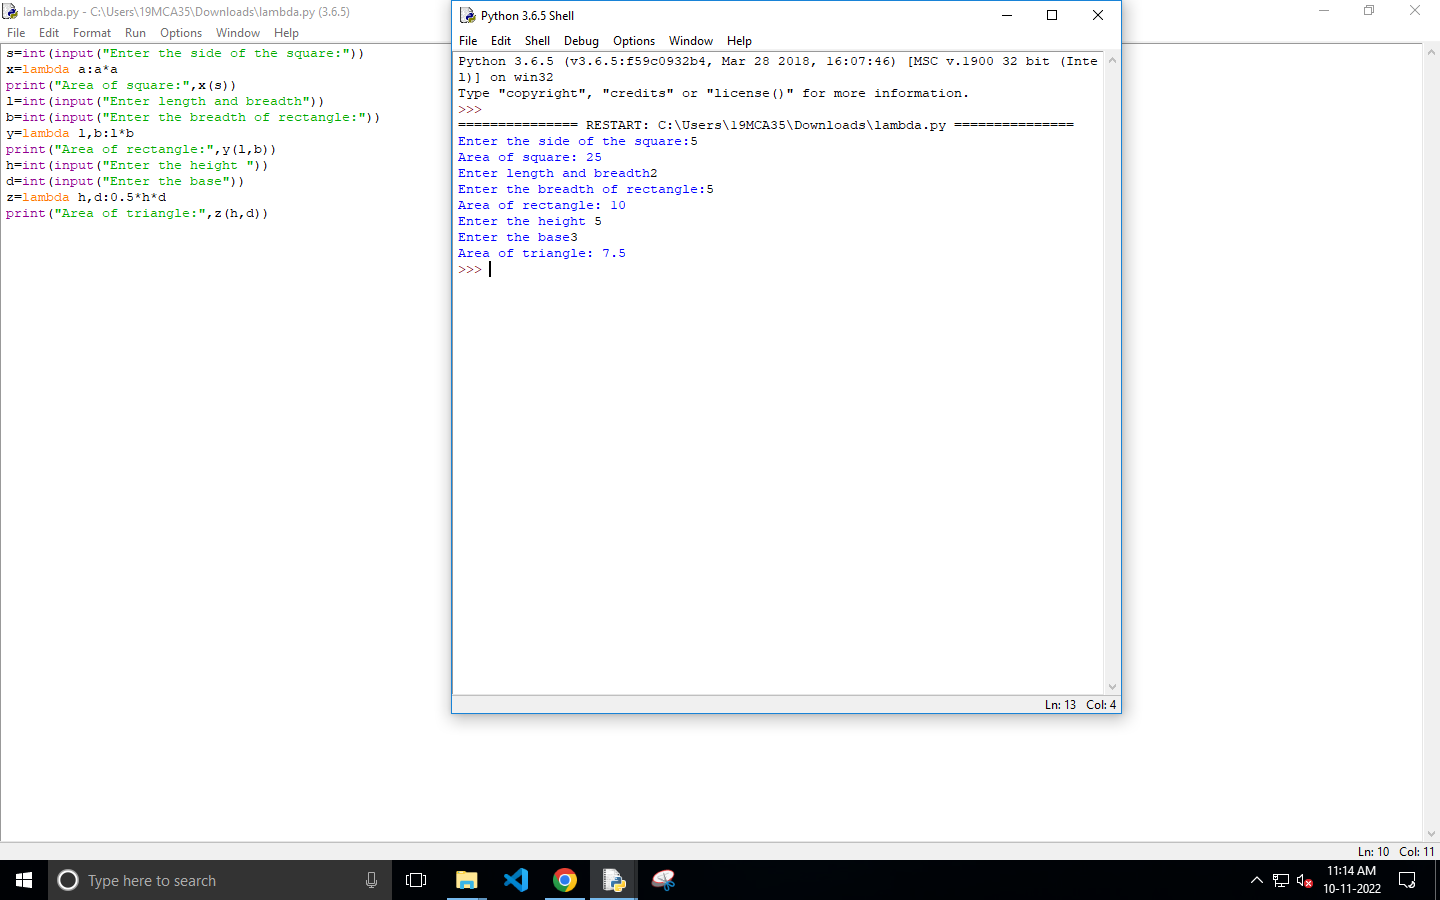 lambda.py - C:\Users\19MCA35\Downloads\lambda.py (3.6.5)
File Edit Format Run Options Window Help
s=int(input("Enter the side of the square:"))
x=lambda a:a*a
print("Area of square:",x(s))
l=int(input("Enter length and breadth"))
b=int(input("Enter the breadth of rectangle:"))
y=lambda l,b:l*b
print("Area of rectangle:",y(l,b))
h=int(input("Enter the height "))
d=int(input("Enter the base"))
z=lambda h,d:0.5*h*d
print("Area of triangle:",z(h,d))
Python 3.6.5 Shell
File Edit Shell Debug Options Window Help
Python 3.6.5 (v3.6.5:f59c0932b4, Mar 28 2018, 16:07:46) [MSC v.1900 32 bit (Inte
l)] on win32
Type "copyright", "credits" or "license()" for more information.
>>>
=============== RESTART: C:\Users\19MCA35\Downloads\lambda.py ===============
Enter the side of the square:5
Area of square: 25
Enter length and breadth2
Enter the breadth of rectangle:5
Area of rectangle: 10
Enter the height 5
Enter the base3
Area of triangle: 7.5
>>>
Ln: 13 Col: 4
Ln: 10 Col: 11
Type here to search
11:14 AM
10-11-2022